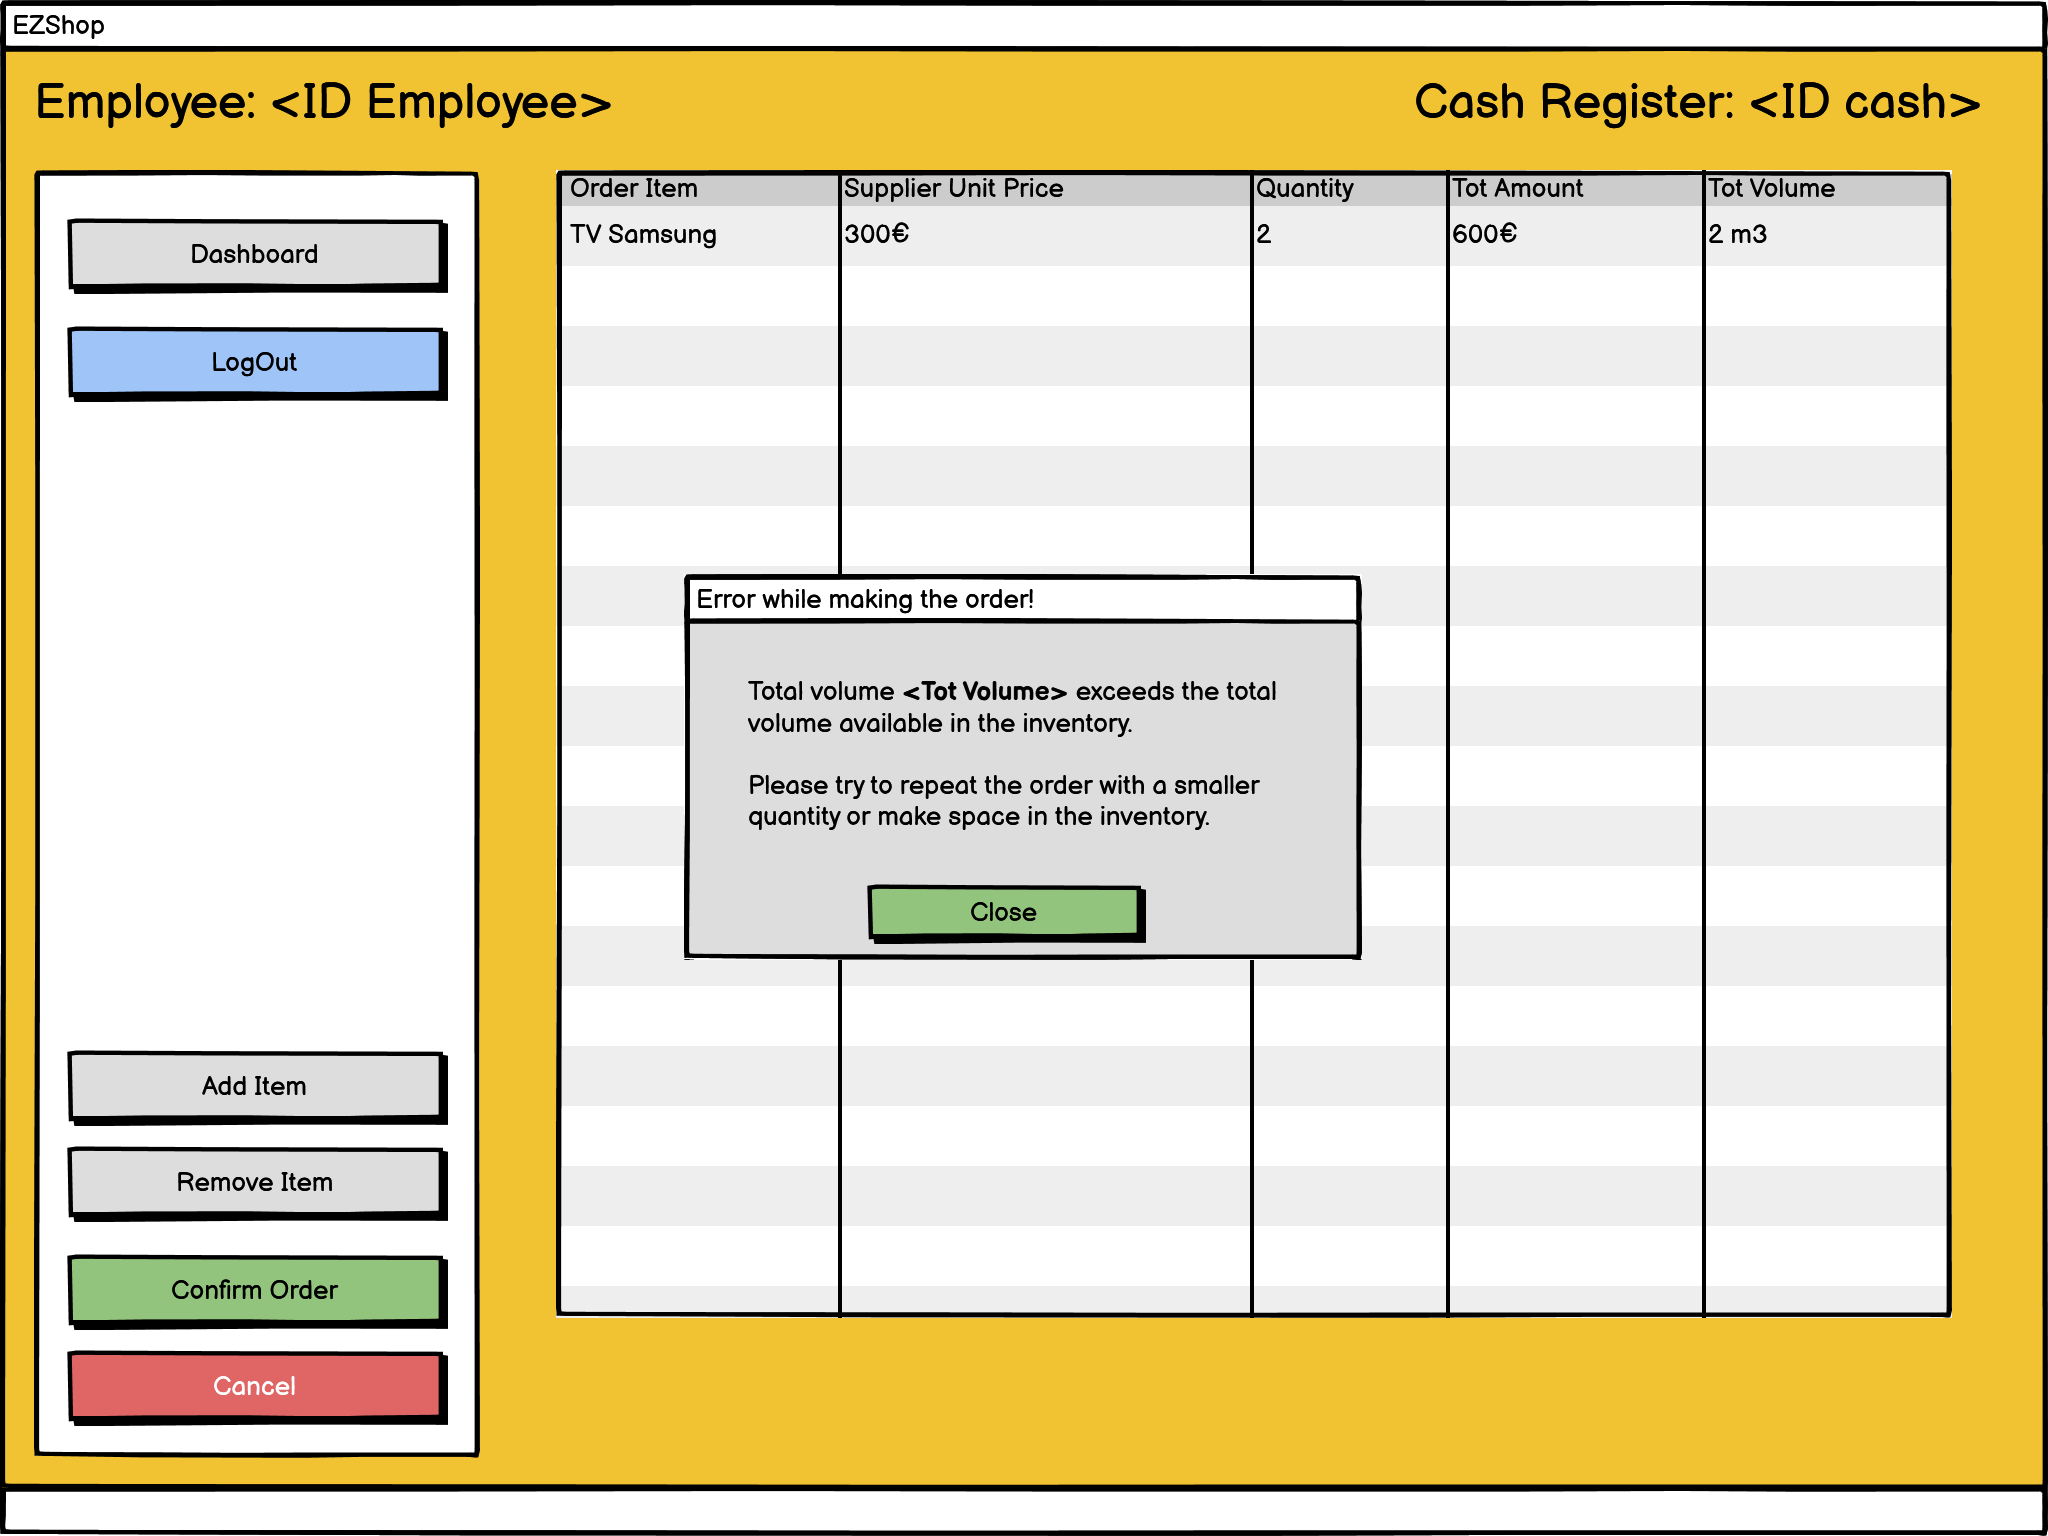 EZShop
Employee: <ID Employee>
Cash Register: <ID cash>
Dashboard
LogOut
Add Item
Remove Item
Confirm Order
Cancel
Order Item Supplier Unit Price Quantity Tot Amount Tot Volume
TV Samsung 300€ 2 600€ 2 m3
Error while making the order!
Total volume <Tot Volume> exceeds the total
volume available in the inventory.
Please try to repeat the order with a smaller
quantity or make space in the inventory.
Close